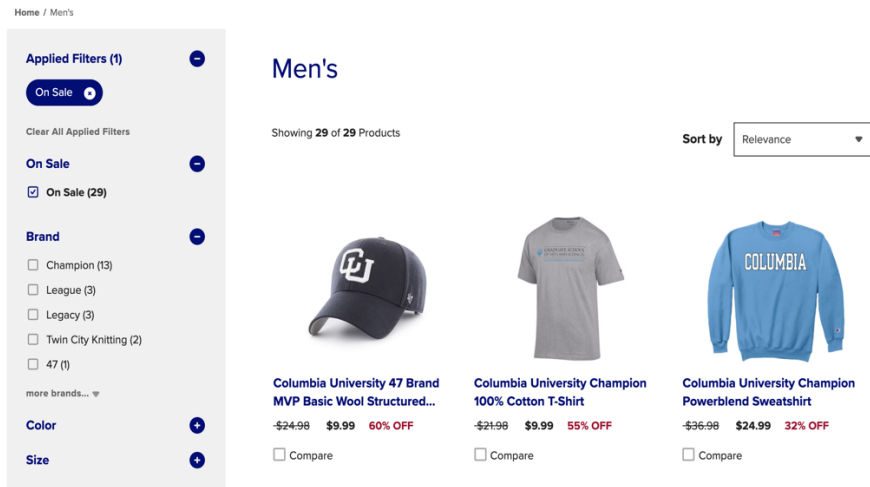 Home / Men's
Applied Filters (1)
On Sale
Clear All Applied Filters
On Sale
On Sale (29)
Brand
Champion (13)
League (3)
Legacy (3)
Twin City Knitting (2)
47 (1)
more brands...
Color
Size
Men's
Showing 29 of 29 Products
Sort by
Relevance
CU
COLUMBIA
Columbia University 47 Brand
MVP Basic Wool Structured...
$24.98 $9.99 60% OFF
Compare
Columbia University Champion
100% Cotton T-Shirt
$21.98 $9.99 55% OFF
Compare
Columbia University Champion
Powerblend Sweatshirt
$36.98 $24.99 32% OFF
Compare